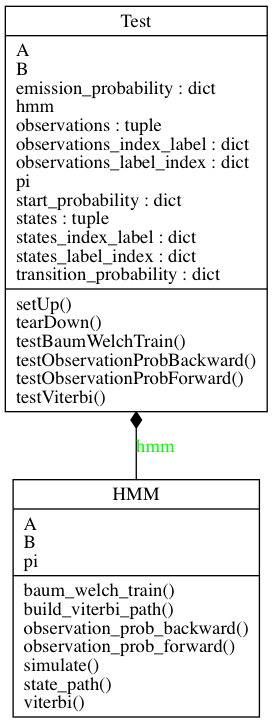 Test
A
B
emission_probability : dict
hmm
observations : tuple
observations_index_label : dict
observations_label_index : dict
pi
start_probability : dict
states : tuple
states_index_label : dict
states_label_index : dict
transition_probability : dict
setUp()
tearDown()
testBaumWelchTrain()
testObservationProbBackward()
testObservationProbForward()
testViterbi()
hmm
HMM
A
B
pi
baum_welch_train()
build_viterbi_path()
observation_prob_backward()
observation_prob_forward()
simulate()
state_path()
viterbi()